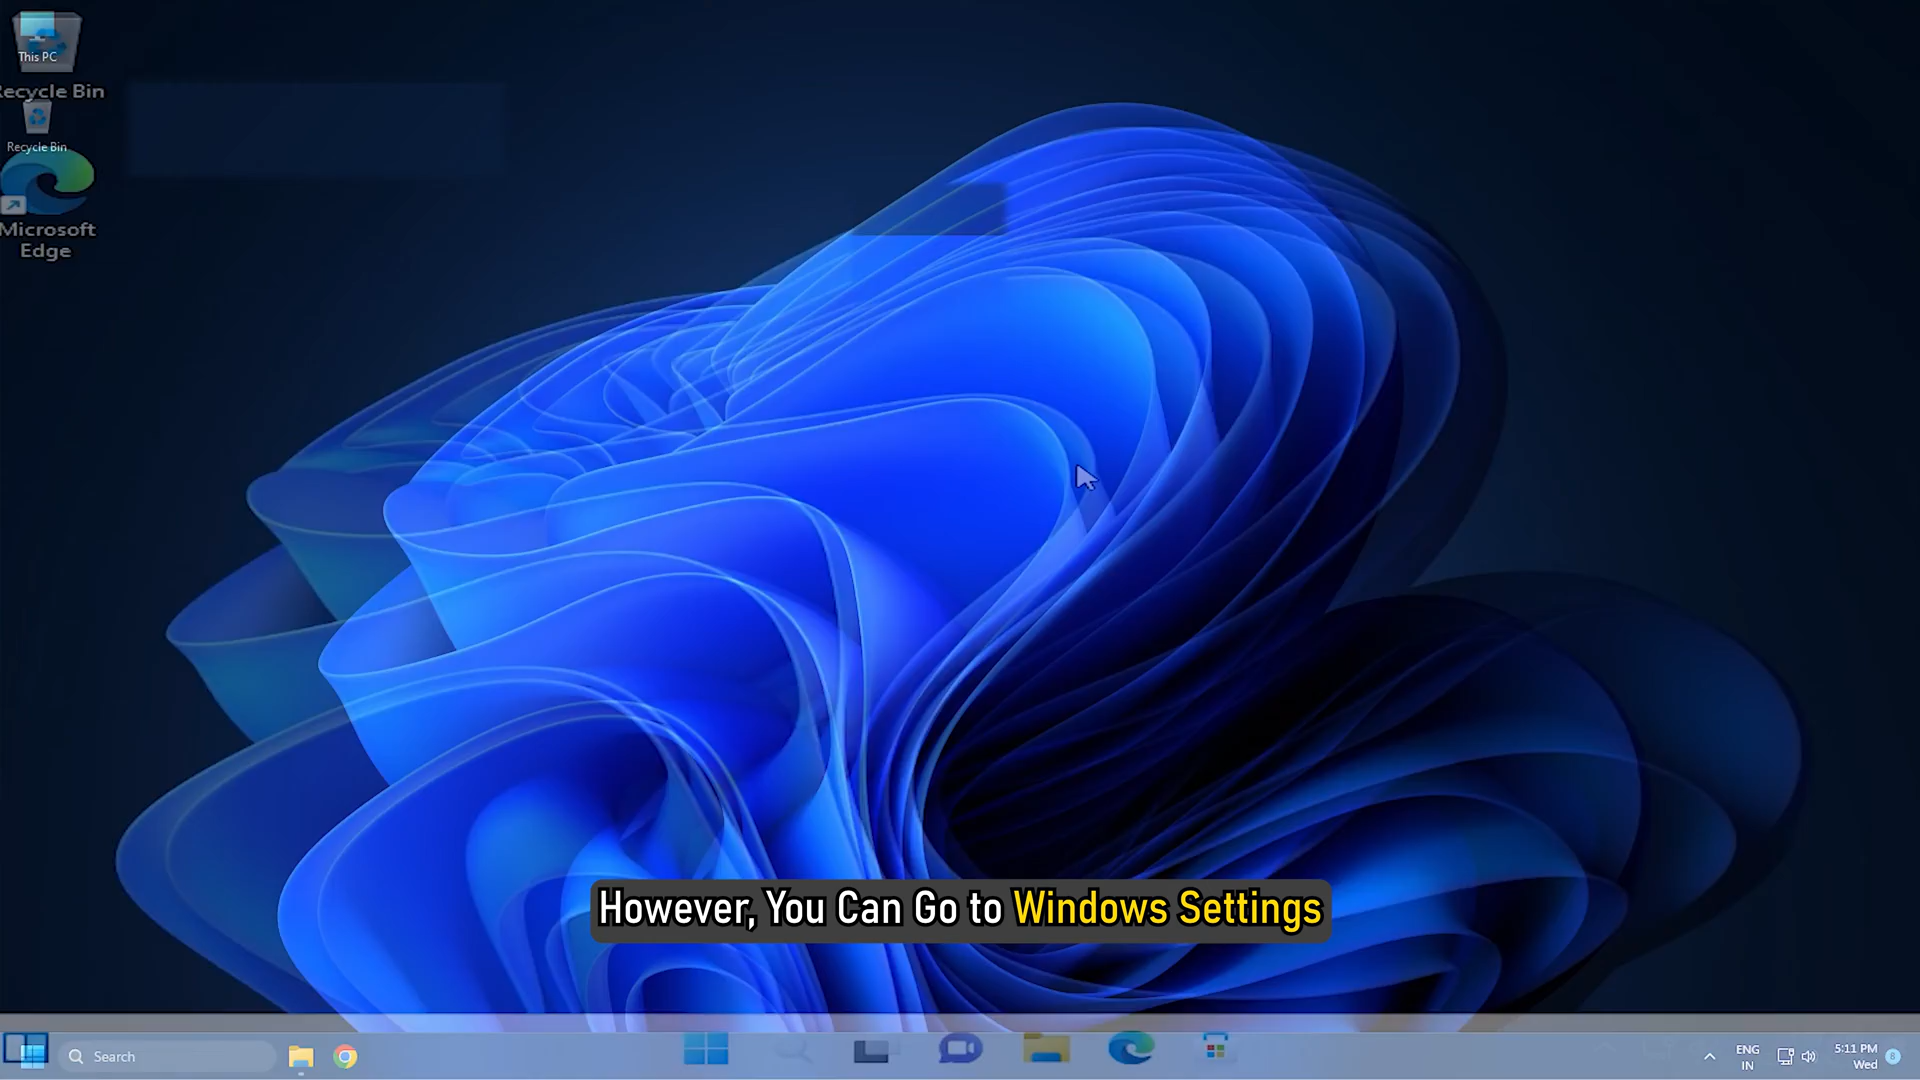 This PC
Recycle Bin
Recycle Bin
Microsoft
Edge
However, You Can Go to Windows Settings
Search
ENG
IN
5:11 PM
Wed
8